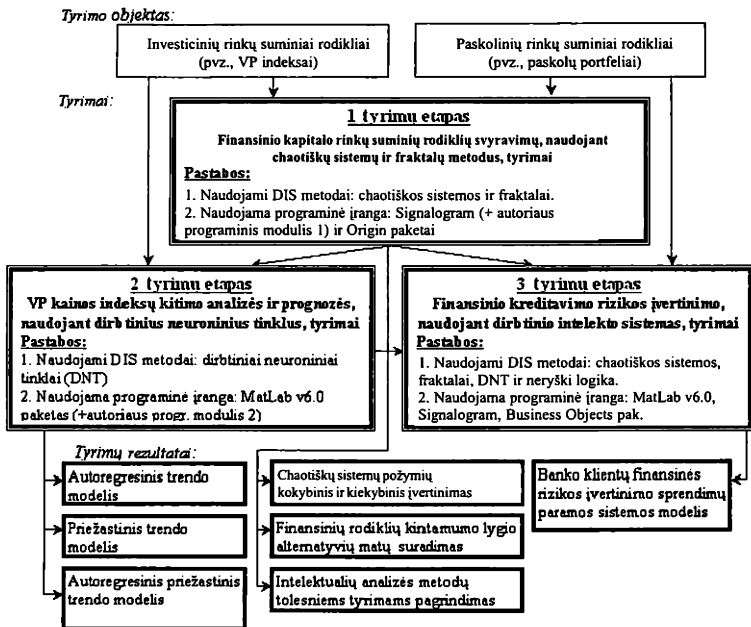 Tyrimo objektas:
Investicinių rinkų suminiai rodikliai
(pvz., VP indeksai)
Paskolinių rinkų suminiai rodikliai
(pvz., paskolų portfeliai)
Tyrimai:
1 tyrimų etapas
Finansinio kapitalo rinkų suminių rodiklių svyravimų, naudojant
chaotiškų sistemų ir fraktalų metodus, tyrimai
Pastabos:
1. Naudojami DIS metodai: chaotiškos sistemos ir fraktalai.
2. Naudojama programinė įranga: Signalogram (+ autoriaus
programinis modulis 1) ir Origin paketai
2 tyrimų etapas
VP kainos indeksų kitimo analizės ir prognozės,
naudojant dirbtinius neuroninius tinklus, tyrimai
Pastabos:
1. Naudojami DIS metodai: dirbtiniai neuroniniai
tinklai (DNT)
2. Naudojama programinė įranga: MatLab v6.0
paketas (+autoriaus progr. modulis 2)
3 tyrimų etapas
Finansinio kreditavimo rizikos įvertinimo,
naudojant dirbtinio intelekto sistemas, tyrimai
Pastabos:
1. Naudojami DIS metodai: chaotiškos sistemos,
fraktalai, DNT ir neryški logika.
2. Naudojama programinė įranga: MatLab v6.0,
Signalogram, Business Objects pak.
Tyrimų rezultatai:
Autoregresinis trendo
modelis
Priežastinis trendo
modelis
Autoregresinis priežastinis
trendo modelis
Chaotiškų sistemų požymių
kokybinis ir kiekybinis įvertinimas
Finansinių rodiklių kintamumo lygio
alternatyvių matų suradimas
Intelektualių analizės metodų
tolesniems tyrimams pagrindimas
Banko klientų finansinės
rizikos įvertinimo sprendimų
paramos sistemos modelis